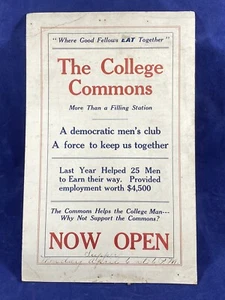 "Where Good Fellows EAT Together"
The College
Commons
More Than a Filling Station
A democratic men's club
A force to keep us together
Last Year Helped 25 Men
to Earn their way. Provided
employment worth $4,500
The Commons Helps the College Man---
Why Not Support the Commons?
NOW OPEN
Supper